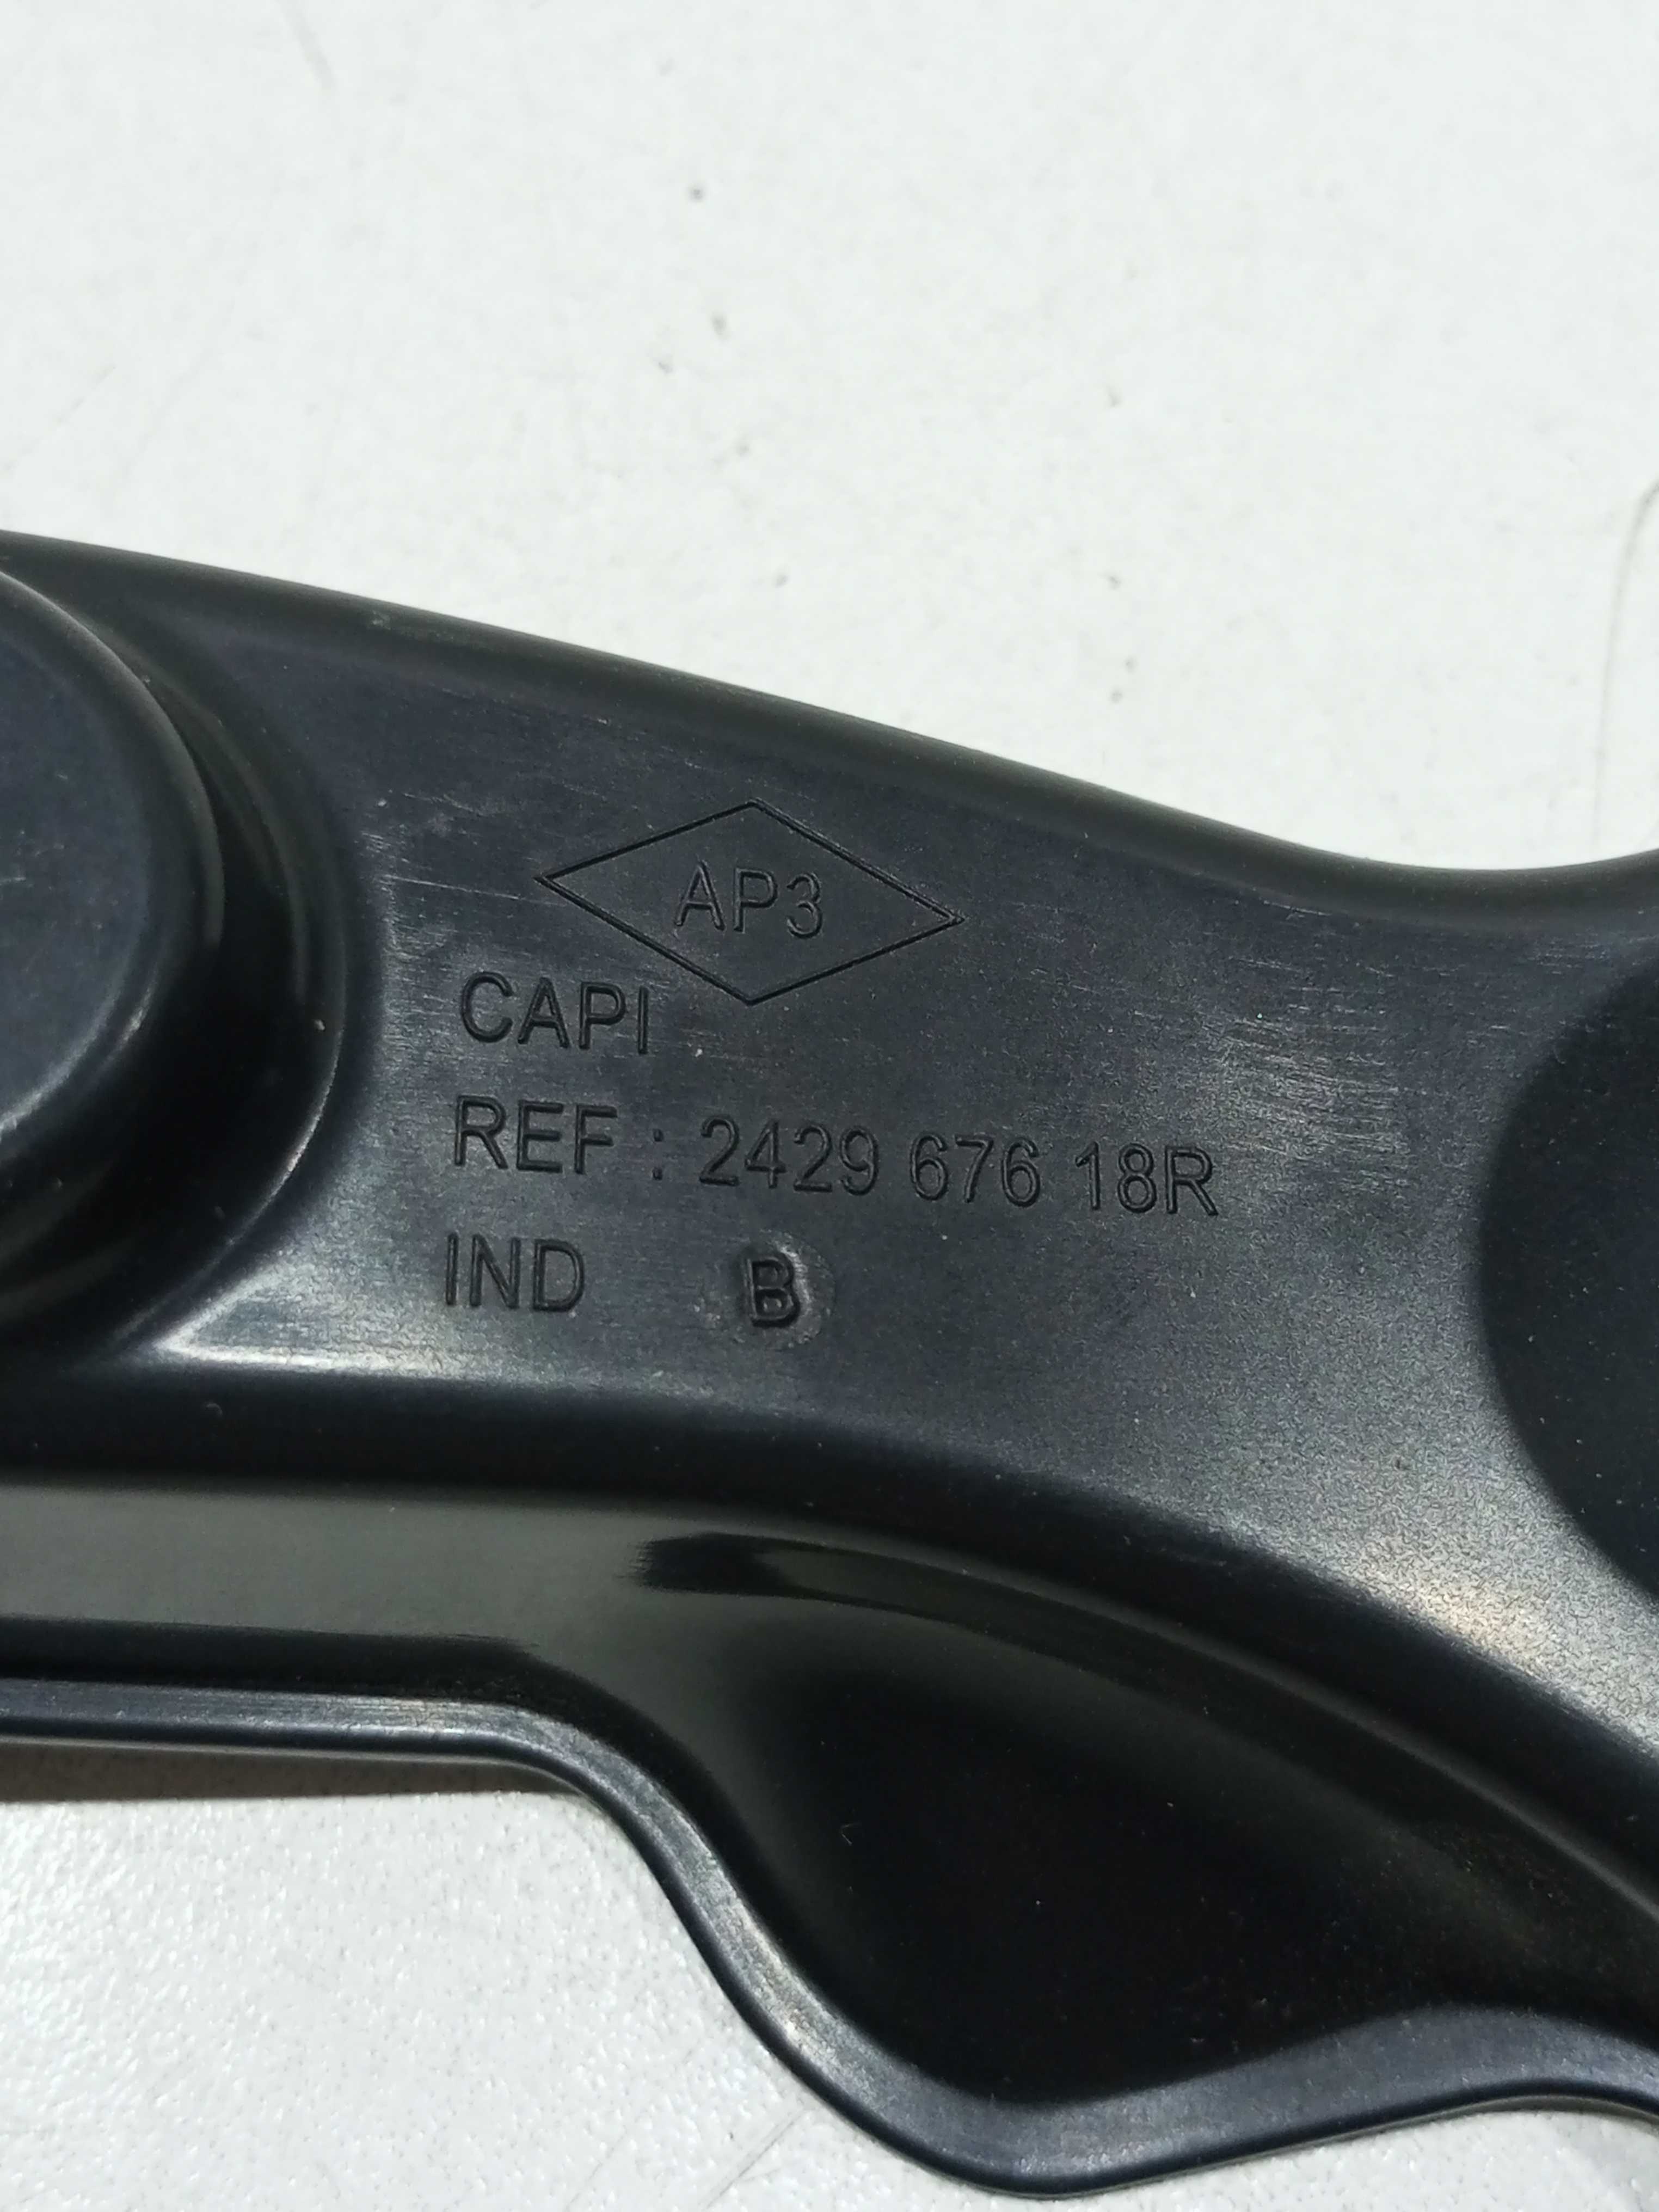 AP3
CAPI
REF : 2429 676 18R
IND B